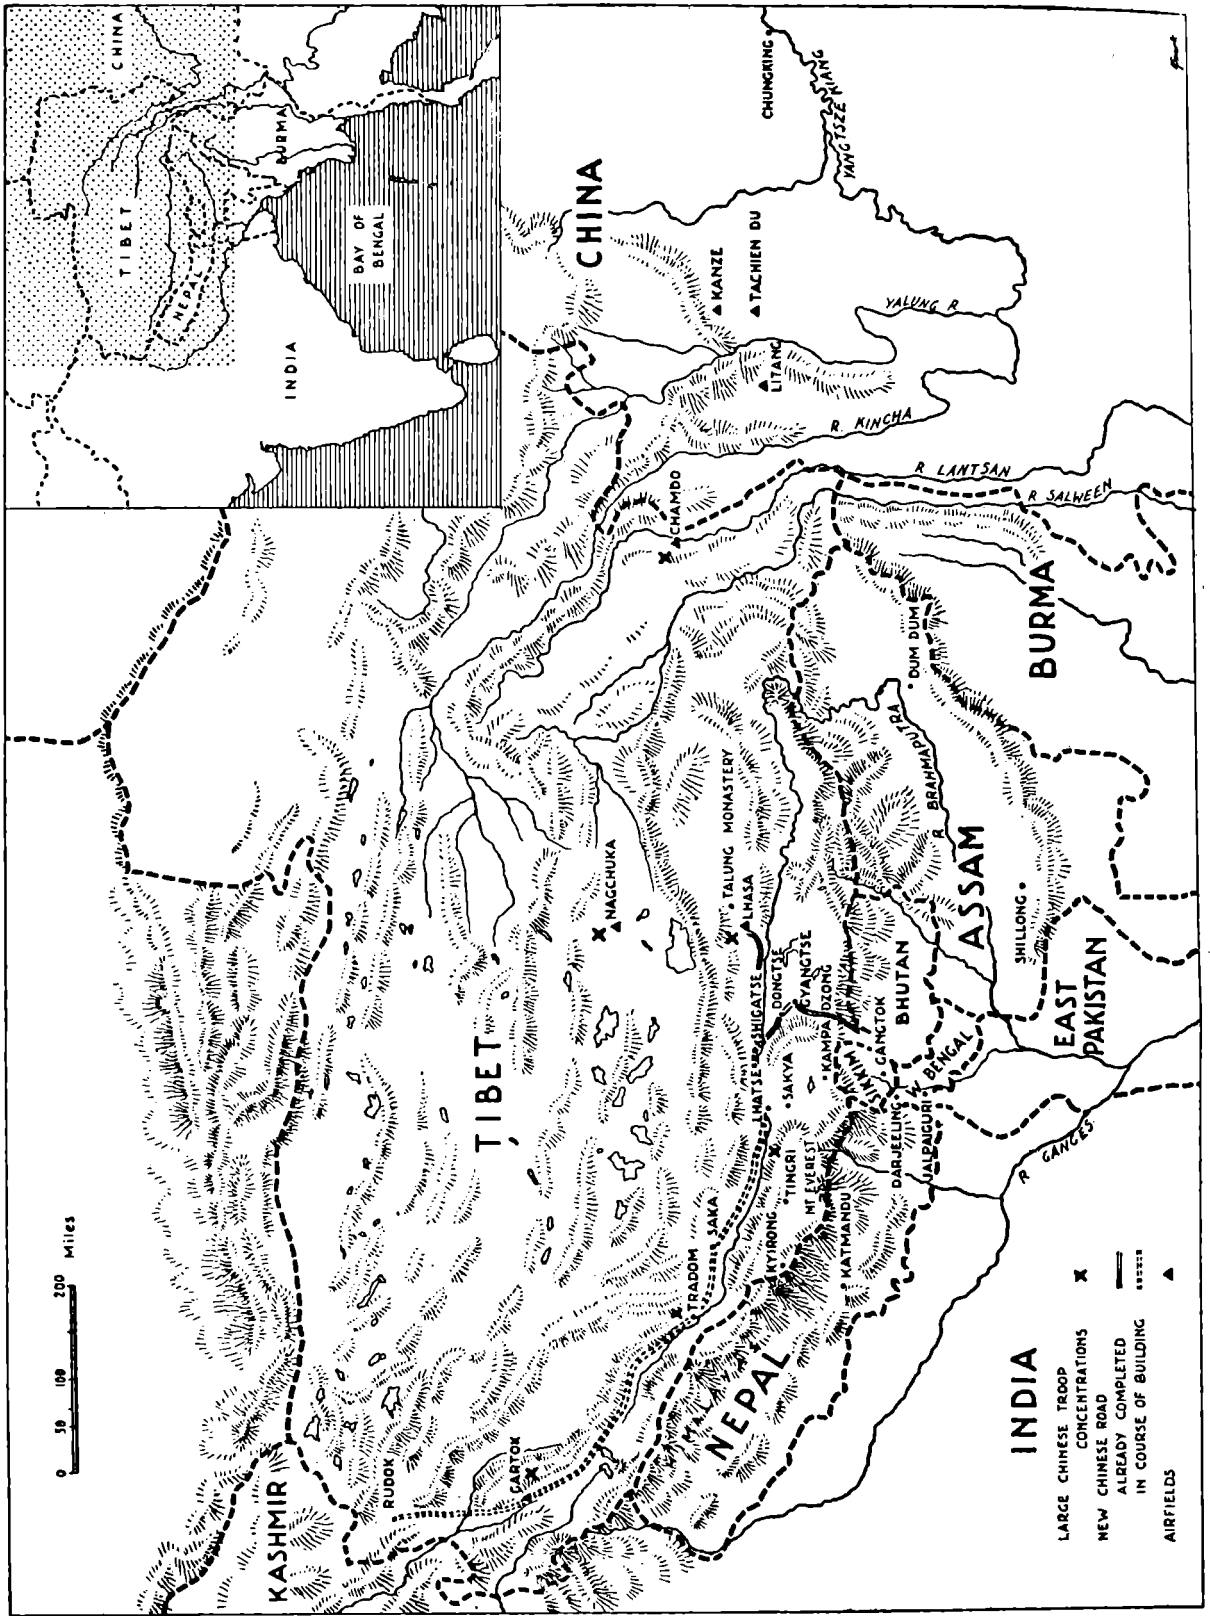 CHINA
TIBET
NEPAL
BURMA
INDIA
BAY OF
BENGAL
0 50 100 200
Miles
KASHMIR
RUDOK
GARTOK
TIBET
NAGCHUKA
TALUNG MONASTERY
LHASA
TRADOM
SAKA
LHATSE
SHIGATSE
DONGTSE
GYANGTSE
SAKYA
KAMPA DZONG
TINGRI
KYIRONG
MT EVEREST
KATMANDU
NEPAL
SIKKIM
GANGTOK
DARJEELING
JALPAIGURI
W. BENGAL
BHUTAN
ASSAM
R BRAHMAPUTRA
DUM DUM
SHILLONG
EAST
PAKISTAN
R GANGES
BURMA
CHAMDO
CHINA
KANZE
TACHIEN DU
LITANG
CHUNGKING
YANGTSZE KIANG
YALUNG R
R. KINCHA
R LANTSAN
R SALWEEN
INDIA
LARGE CHINESE TROOP
CONCENTRATIONS
NEW CHINESE ROAD
ALREADY COMPLETED
IN COURSE OF BUILDING
AIRFIELDS